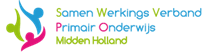 Samen Werkings Verband
Primair Onderwijs
Midden Holland